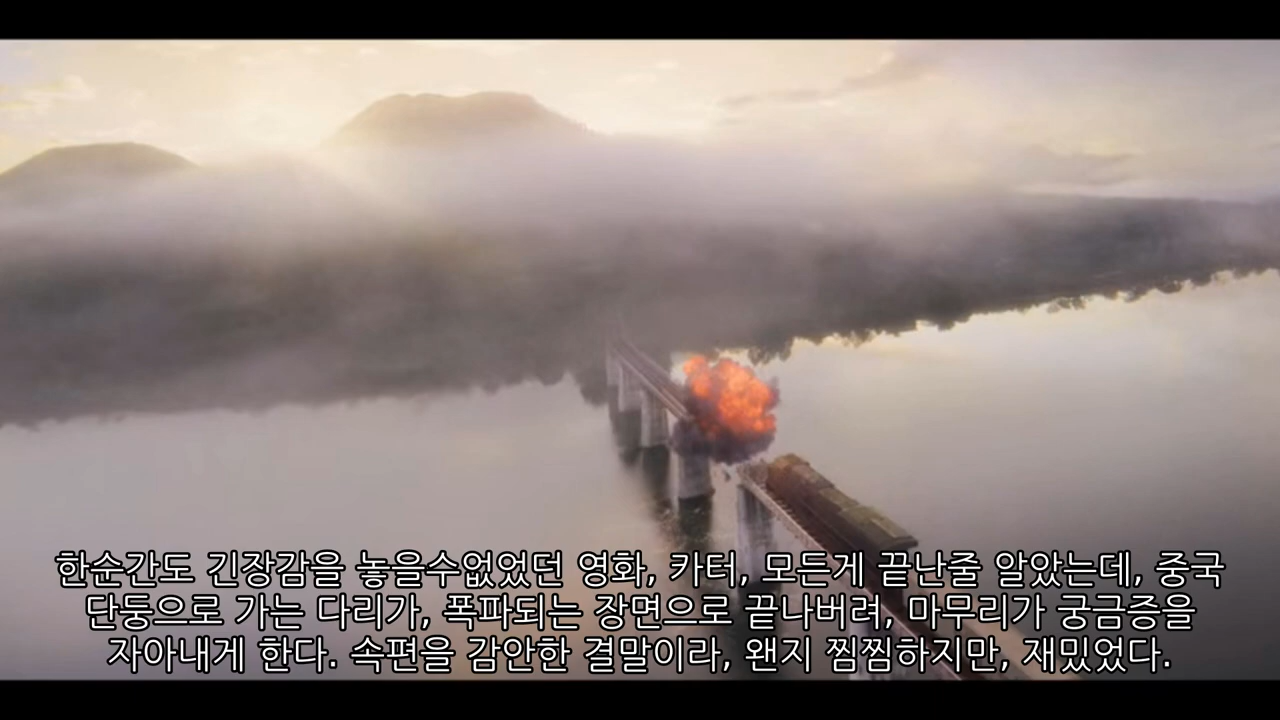 한순간도 긴장감을 놓을수없었던 영화, 카터, 모든게 끝난줄 알았는데, 중국
단둥으로 가는 다리가, 폭파되는 장면으로 끝나버려, 마무리가 궁금증을
자아내게 한다. 속편을 감안한 결말이라, 왠지 찜찜하지만, 재밌었다.